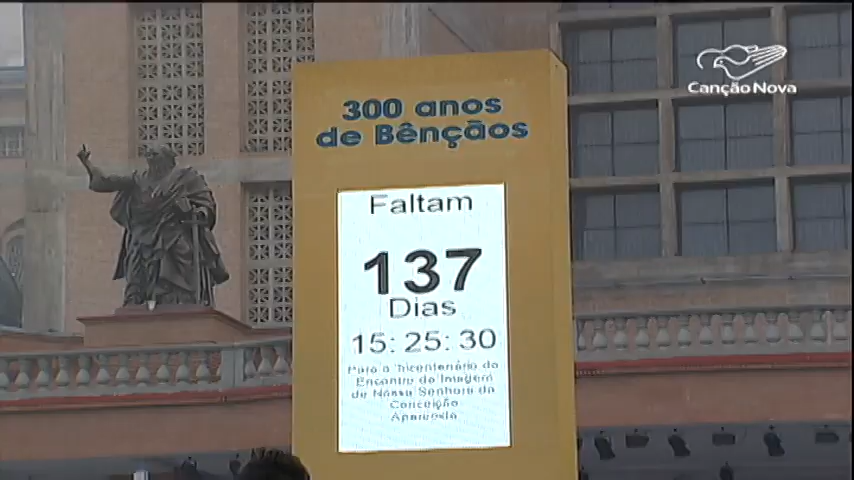 Canção Nova
300 anos
de Bênçãos
Faltam
137
Dias
15: 25: 30
Para o Tricentenário do
Encontro da Imagem
de Nossa Senhora da
Conceição
Aparecida